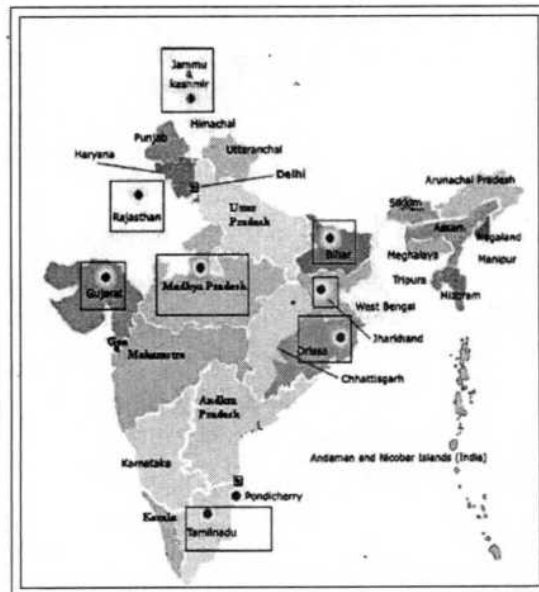 Jammu
&
kashmir
Himachal
Punjab
Uttaranchal
Haryana
Delhi
Arunachal Pradesh
Rajasthan
Uttar
Pradesh
Sikkim
Assam
Nagaland
Bihar
Meghalaya
Manipur
Gujarat
Madhya Pradesh
Tripura
Mizoram
West Bengal
Jharkhand
Goa
Maharastra
Orissa
Chhattisgarh
Andhra
Pradesh
Karnataka
Andaman and Nicobar Islands (India)
Pondicherry
Kerala
Tamilnadu